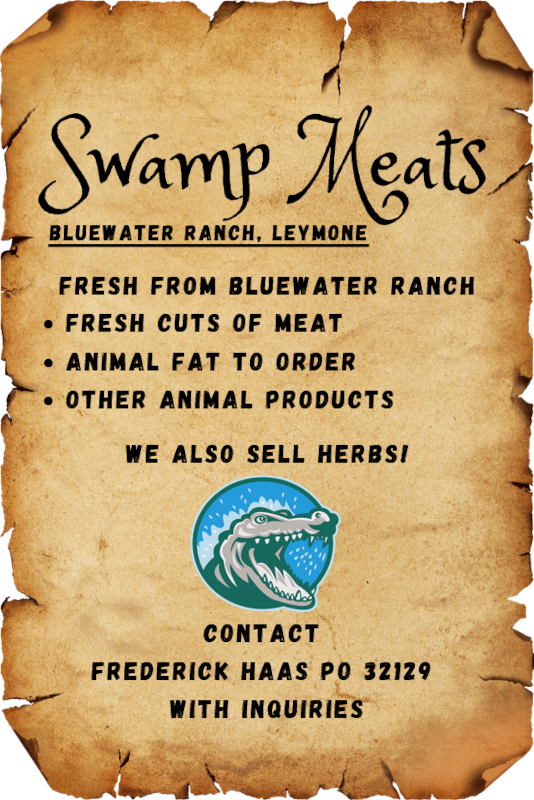 Swamp Meats
BLUEWATER RANCH, LEYMONE
FRESH FROM BLUEWATER RANCH
• FRESH CUTS OF MEAT
• ANIMAL FAT TO ORDER
• OTHER ANIMAL PRODUCTS
WE ALSO SELL HERBS!
CONTACT
FREDERICK HAAS PO 32129
WITH INQUIRIES